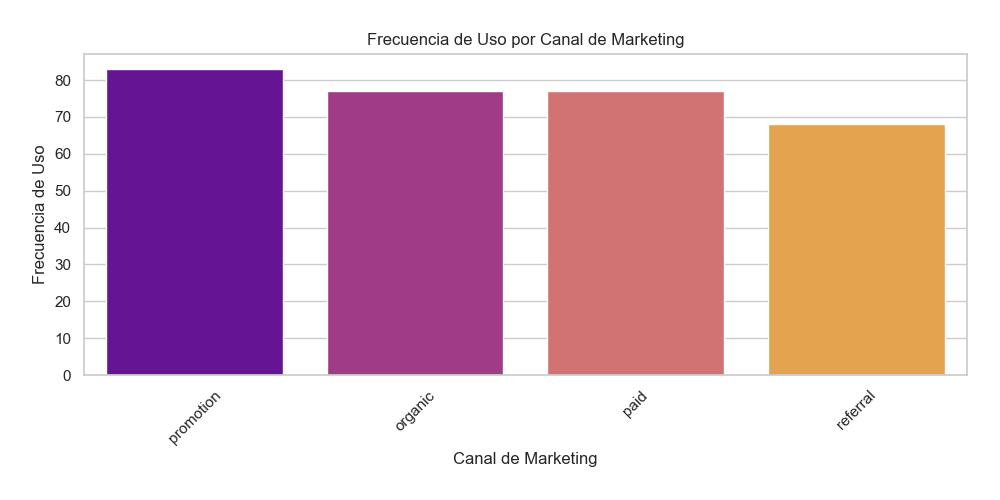 Frecuencia de Uso por Canal de Marketing
Frecuencia de Uso
80
70
60
50
40
30
20
10
0
promotion
organic
paid
referral
Canal de Marketing